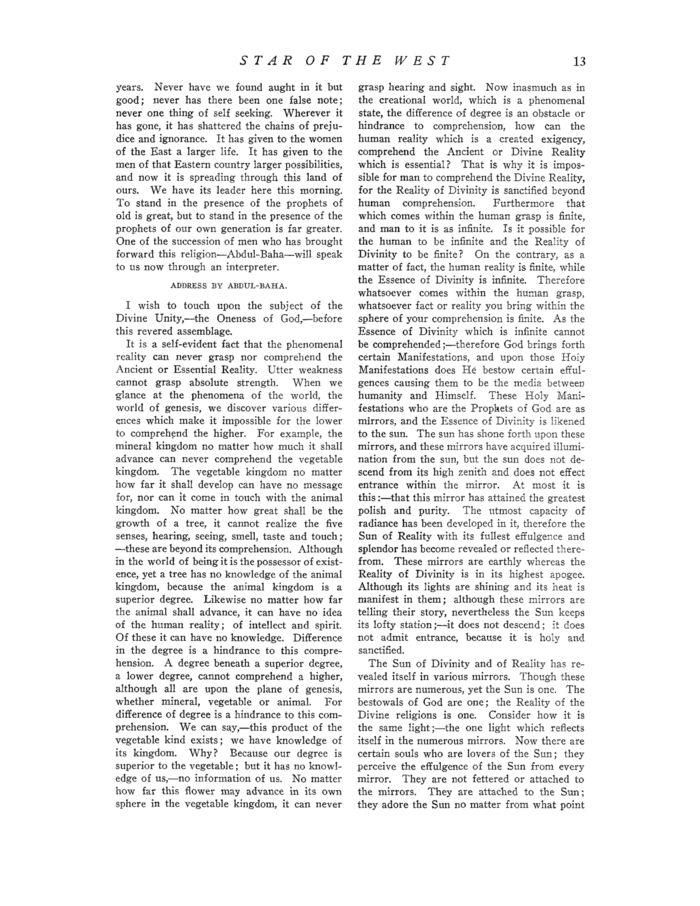 STAR OF THE WEST 13
years. Never have we found aught in it but
good; never has there been one false note;
never one thing of self seeking. Wherever it
has gone, it has shattered the chains of preju-
dice and ignorance. It has given to the women
of the East a larger life. It has given to the
men of that Eastern country larger possibilities,
and now it is spreading through this land of
ours. We have its leader here this morning.
To stand in the presence of the prophets of
old is great, but to stand in the presence of the
prophets of our own generation is far greater.
One of the succession of men who has brought
forward this religion—Abdul-Baha—will speak
to us now through an interpreter.
ADDRESS BY ABDUL-BAHA.
I wish to touch upon the subject of the
Divine Unity,—the Oneness of God,—before
this revered assemblage.
It is a self-evident fact that the phenomenal
reality can never grasp nor comprehend the
Ancient or Essential Reality. Utter weakness
cannot grasp absolute strength. When we
glance at the phenomena of the world, the
world of genesis, we discover various differ-
ences which make it impossible for the lower
to comprehend the higher. For example, the
mineral kingdom no matter how much it shall
advance can never comprehend the vegetable
kingdom. The vegetable kingdom no matter
how far it shall develop can have no message
for, nor can it come in touch with the animal
kingdom. No matter how great shall be the
growth of a tree, it cannot realize the five
senses, hearing, seeing, smell, taste and touch;
—these are beyond its comprehension. Although
in the world of being it is the possessor of exist-
ence, yet a tree has no knowledge of the animal
kingdom, because the animal kingdom is a
superior degree. Likewise no matter how far
the animal shall advance, it can have no idea
of the human reality; of intellect and spirit.
Of these it can have no knowledge. Difference
in the degree is a hindrance to this compre-
hension. A degree beneath a superior degree,
a lower degree, cannot comprehend a higher,
although all are upon the plane of genesis,
whether mineral, vegetable or animal. For
difference of degree is a hindrance to this com-
prehension. We can say,—this product of the
vegetable kind exists; we have knowledge of
its kingdom. Why? Because our degree is
superior to the vegetable; but it has no knowl-
edge of us,—no information of us. No matter
how far this flower may advance in its own
sphere in the vegetable kingdom, it can never
grasp hearing and sight. Now inasmuch as in
the creational world, which is a phenomenal
state, the difference of degree is an obstacle or
hindrance to comprehension, how can the
human reality which is a created exigency,
comprehend the Ancient or Divine Reality
which is essential? That is why it is impos-
sible for man to comprehend the Divine Reality,
for the Reality of Divinity is sanctified beyond
human comprehension. Furthermore that
which comes within the human grasp is finite,
and man to it is as infinite. Is it possible for
the human to be infinite and the Reality of
Divinity to be finite? On the contrary, as a
matter of fact, the human reality is finite, while
the Essence of Divinity is infinite. Therefore
whatsoever comes within the human grasp,
whatsoever fact or reality you bring within the
sphere of your comprehension is finite. As the
Essence of Divinity which is infinite cannot
be comprehended;—therefore God brings forth
certain Manifestations, and upon those Holy
Manifestations does He bestow certain efful-
gences causing them to be the media between
humanity and Himself. These Holy Mani-
festations who are the Prophets of God are as
mirrors, and the Essence of Divinity is likened
to the sun. The sun has shone forth upon these
mirrors, and these mirrors have acquired illumi-
nation from the sun, but the sun does not de-
scend from its high zenith and does not effect
entrance within the mirror. At most it is
this:—that this mirror has attained the greatest
polish and purity. The utmost capacity of
radiance has been developed in it, therefore the
Sun of Reality with its fullest effulgence and
splendor has become revealed or reflected there-
from. These mirrors are earthly whereas the
Reality of Divinity is in its highest apogee.
Although its lights are shining and its heat is
manifest in them; although these mirrors are
telling their story, nevertheless the Sun keeps
its lofty station;—it does not descend; it does
not admit entrance, because it is holy and
sanctified.
The Sun of Divinity and of Reality has re-
vealed itself in various mirrors. Though these
mirrors are numerous, yet the Sun is one. The
bestowals of God are one; the Reality of the
Divine religions is one. Consider how it is
the same light;—the one light which reflects
itself in the numerous mirrors. Now there are
certain souls who are lovers of the Sun; they
perceive the effulgence of the Sun from every
mirror. They are not fettered or attached to
the mirrors. They are attached to the Sun;
they adore the Sun no matter from what point